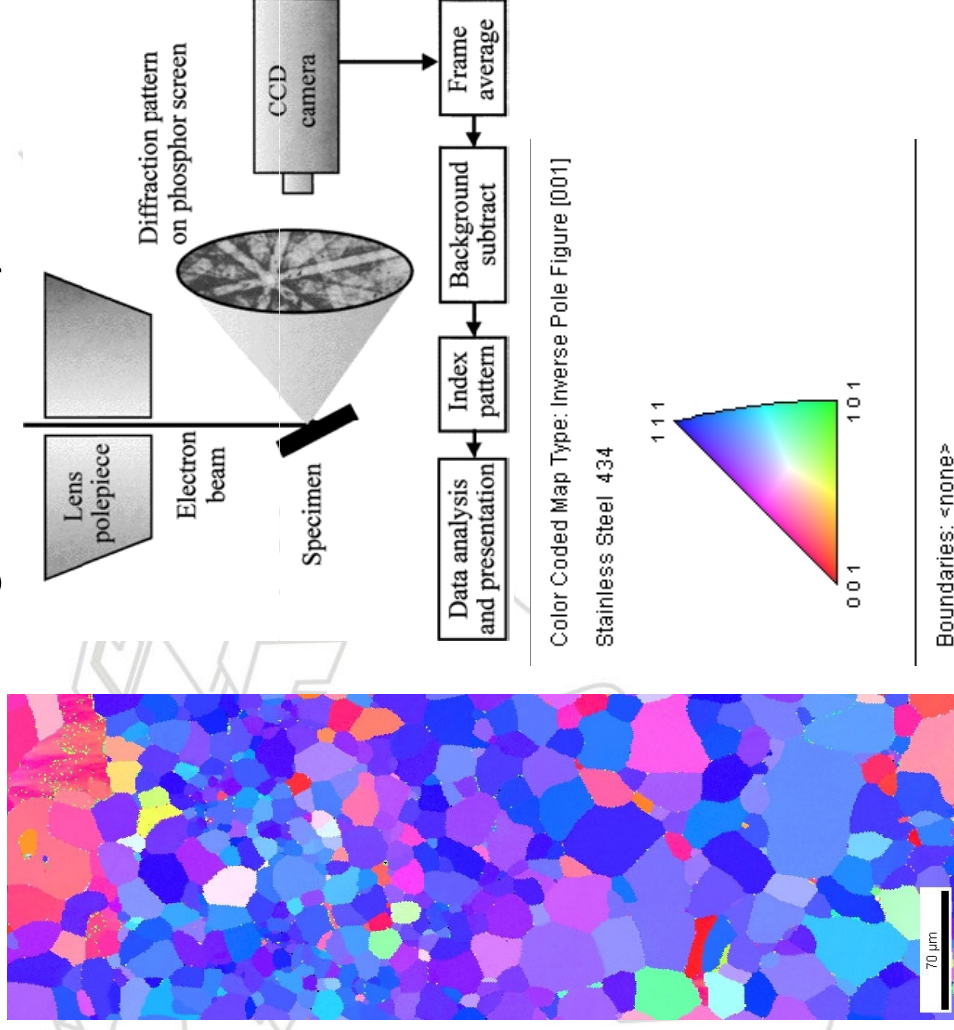 Lens
polepiece
Electron
beam
Specimen
Diffraction pattern
on phosphor screen
CCD
camera
Frame
average
Background
subtract
Index
pattern
Data analysis
and presentation
Color Coded Map Type: Inverse Pole Figure [001]
Stainless Steel 434
1 1 1
0 0 1
1 0 1
Boundaries: <none>
70 µm